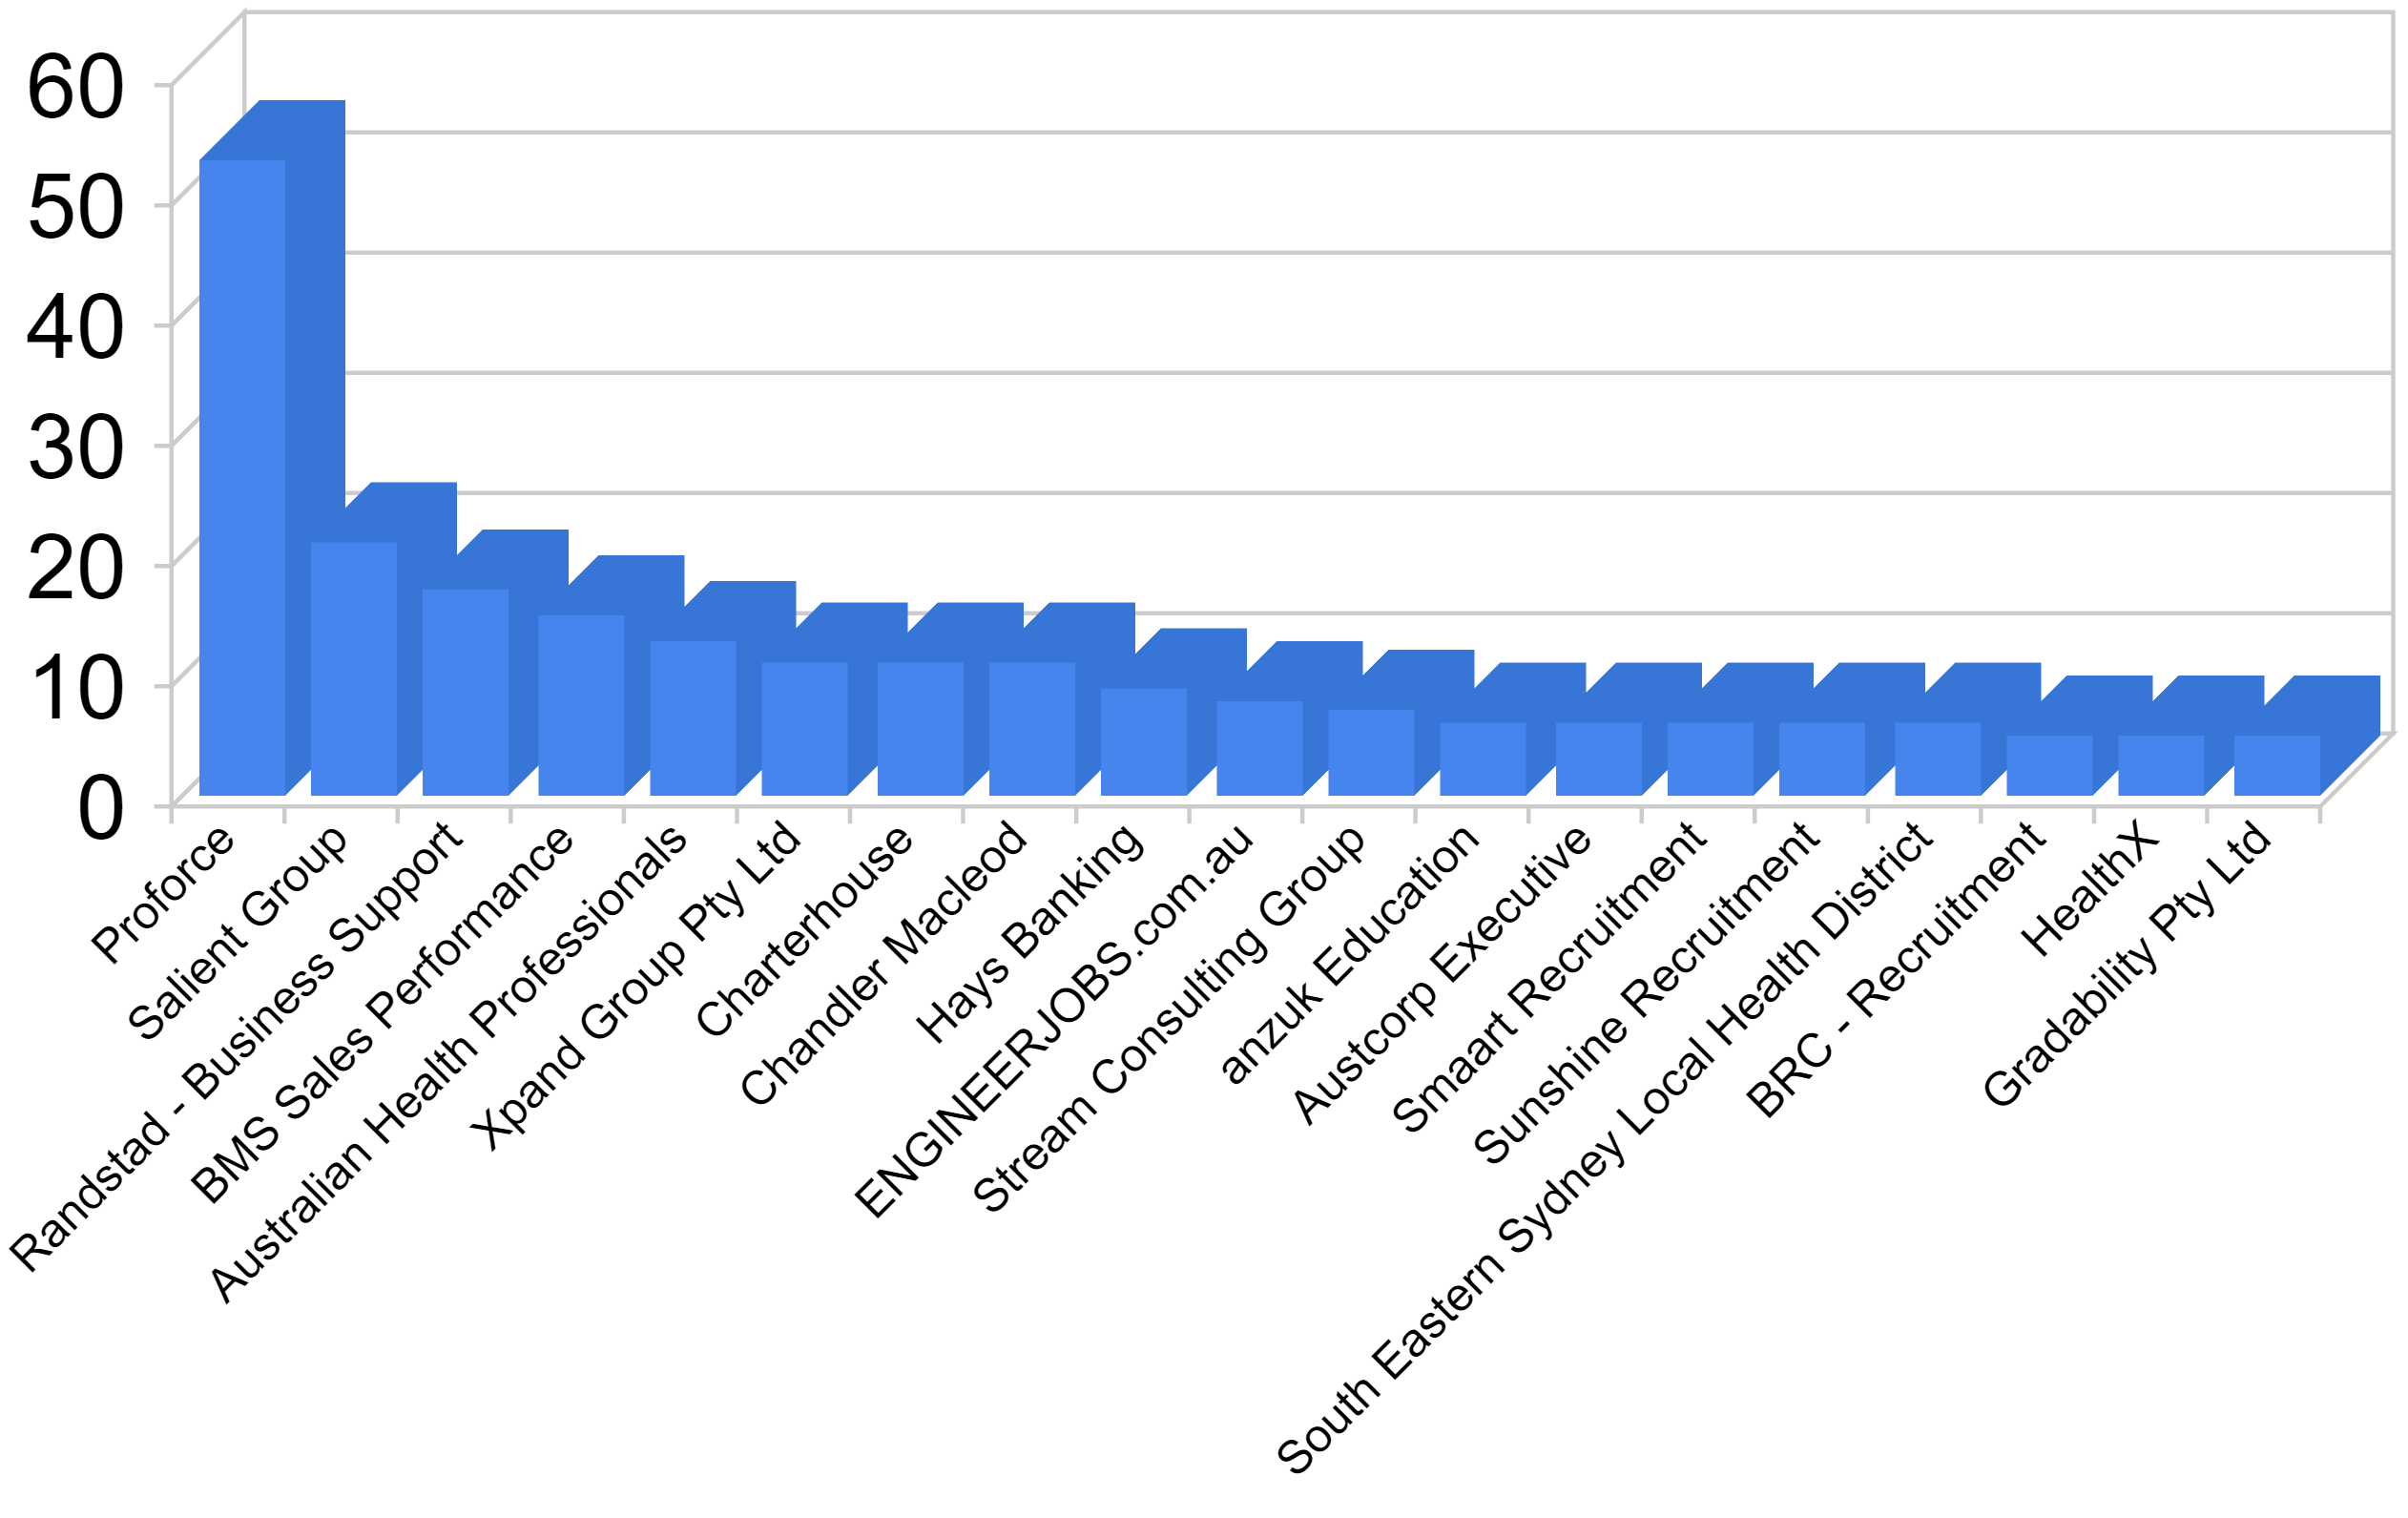 60
50
40
30
20
10
0
Proforce
Salient Group
Randstad - Business Support
BMS Sales Performance
Australian Health Professionals
Xpand Group Pty Ltd
Charterhouse
Chandler Macleod
Hays Banking
ENGINEERJOBS.com.au
Stream Consulting Group
anzuk Education
Austcorp Executive
Smaart Recruitment
Sunshine Recruitment
South Eastern Sydney Local Health District
BRC - Recruitment
HealthX
Gradability Pty Ltd